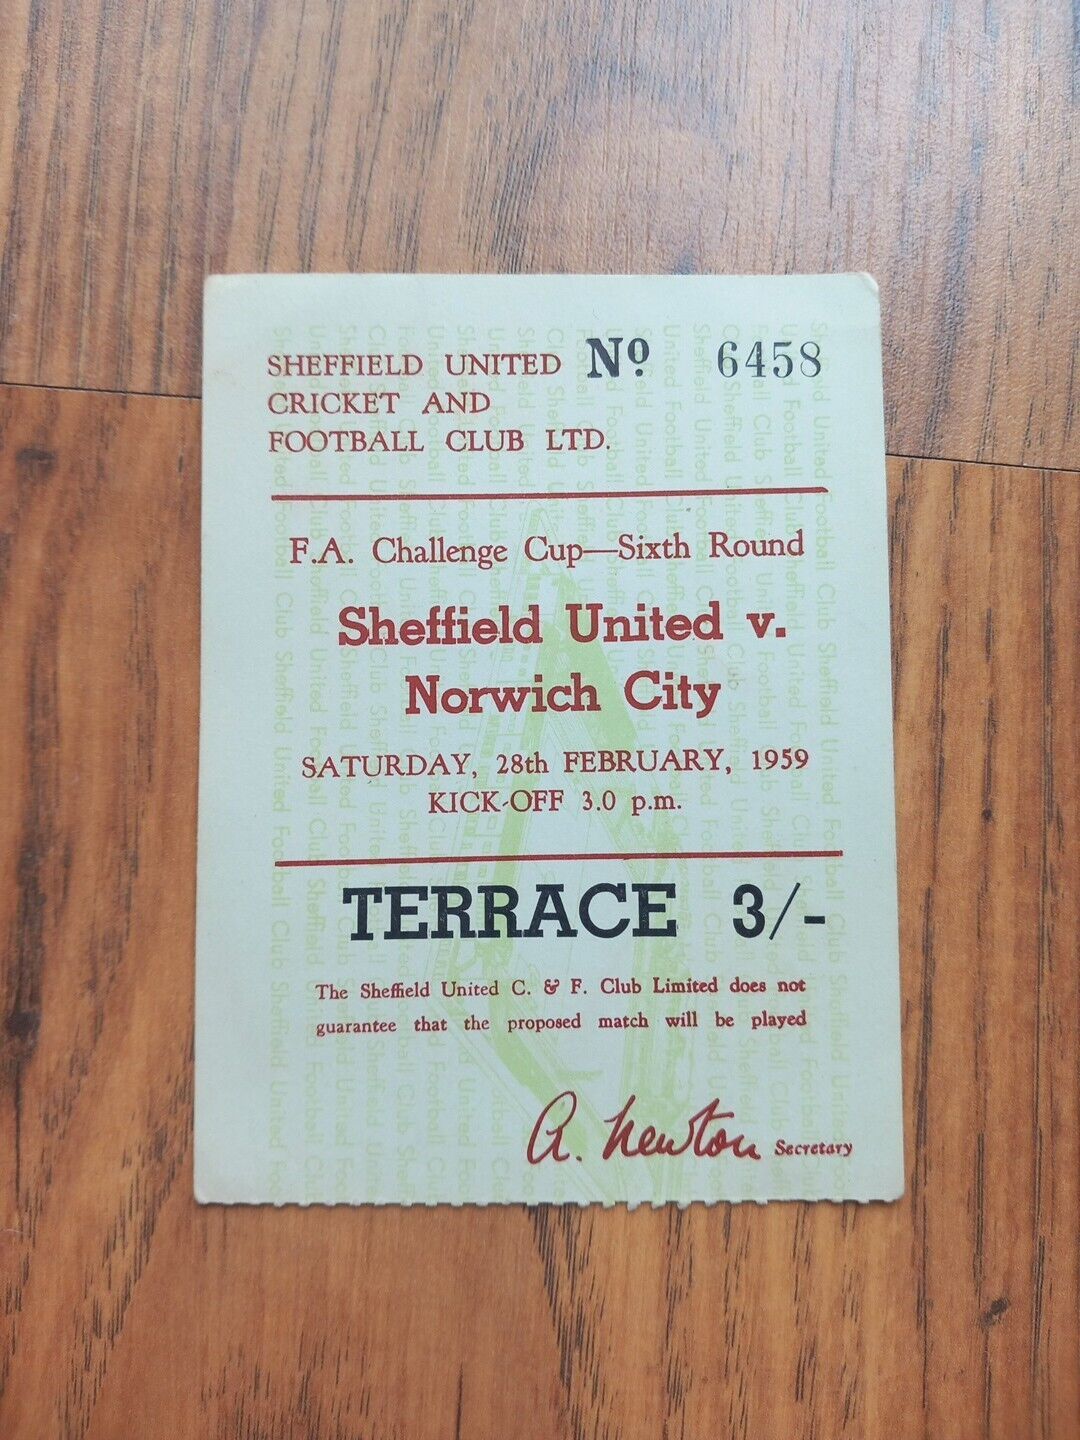 SHEFFIELD UNITED Nº 6458
CRICKET AND
FOOTBALL CLUB LTD.
F.A. Challenge Cup—Sixth Round
Sheffield United v.
Norwich City
SATURDAY, 28th FEBRUARY, 1959
KICK-OFF 3.0 p.m.
TERRACE 3/-
The Sheffield United C. & F. Club Limited does not
guarantee that the proposed match will be played
A. Newton Secretary